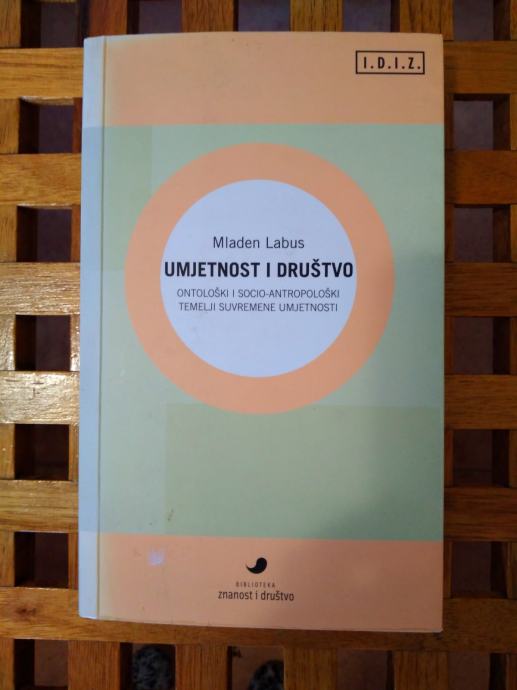 I.D.I.Z.
Mladen Labus
UMJETNOST I DRUŠTVO
ONTOLOŠKI I SOCIO-ANTROPOLOŠKI
TEMELJI SUVREMENE UMJETNOSTI
BIBLIOTEKA
znanost i društvo